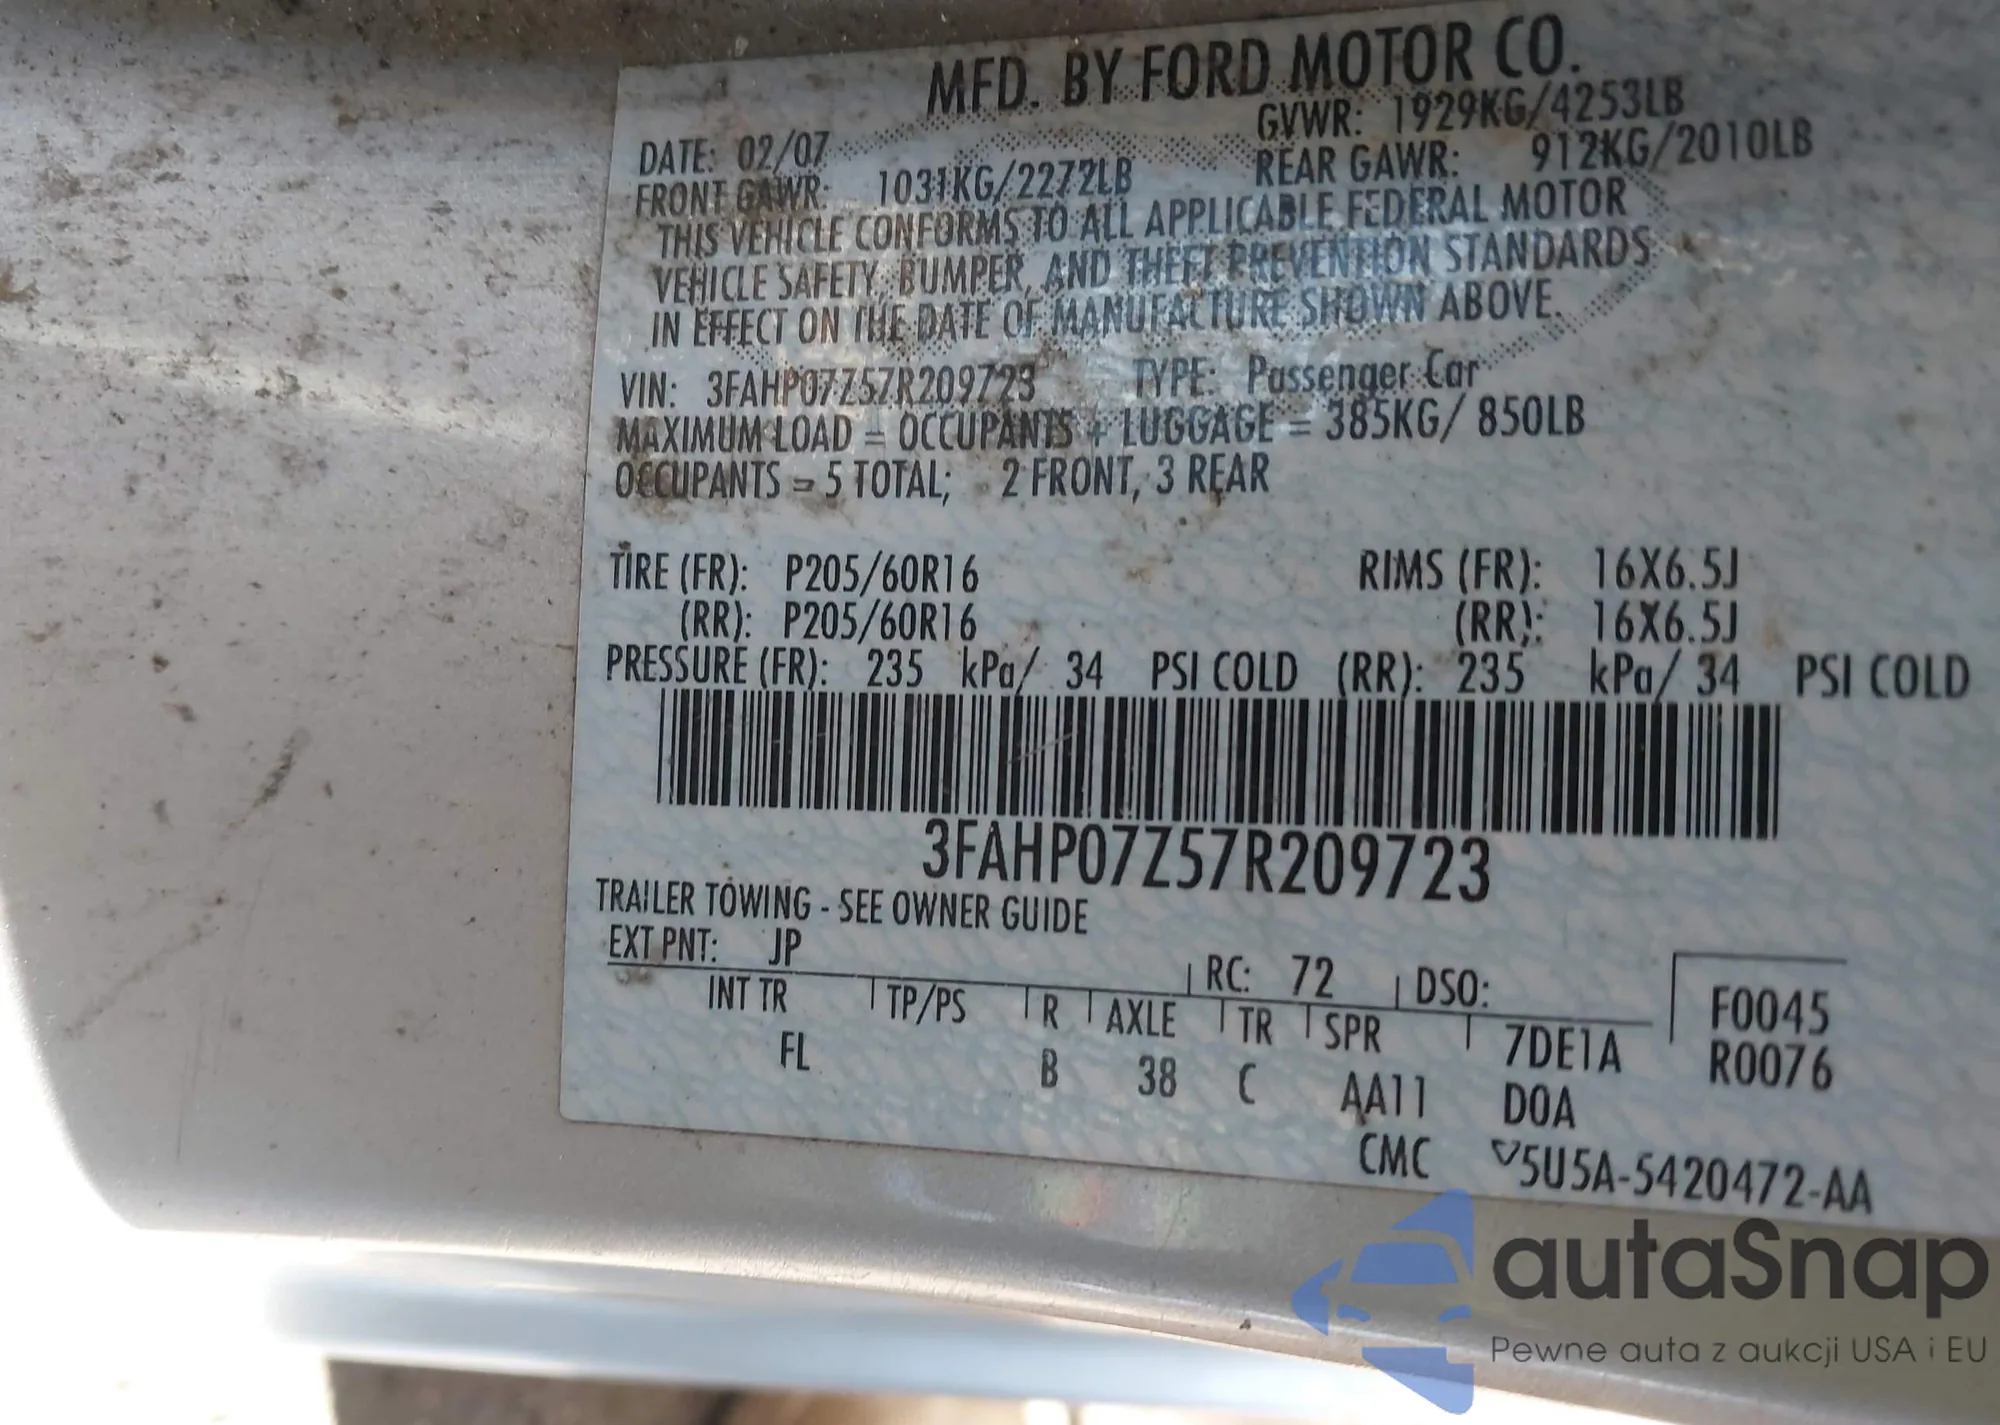 MFD. BY FORD MOTOR CO.
DATE: 02/07 GVWR: 1929KG/4253LB
FRONT GAWR: 1031KG/2272LB REAR GAWR: 912KG/2010LB
THIS VEHICLE CONFORMS TO ALL APPLICABLE FEDERAL MOTOR
VEHICLE SAFETY, BUMPER, AND THEFT PREVENTION STANDARDS
IN EFFECT ON THE DATE OF MANUFACTURE SHOWN ABOVE.
VIN: 3FAHP07Z57R209723 TYPE: Passenger Car
MAXIMUM LOAD = OCCUPANTS + LUGGAGE = 385KG/ 850LB
OCCUPANTS = 5 TOTAL; 2 FRONT, 3 REAR
TIRE (FR): P205/60R16 RIMS (FR): 16X6.5J
(RR): P205/60R16 (RR): 16X6.5J
PRESSURE (FR): 235 kPa/ 34 PSI COLD (RR): 235 kPa/ 34 PSI COLD
3FAHP07Z57R209723
TRAILER TOWING - SEE OWNER GUIDE
EXT PNT: JP RC: 72 DSO: F0045
INT TR TP/PS R AXLE TR SPR 7DE1A R0076
FL B 38 C AA11 D0A
CMC 5U5A-5420472-AA
autaSnap
Pewne auta z aukcji USA i EU